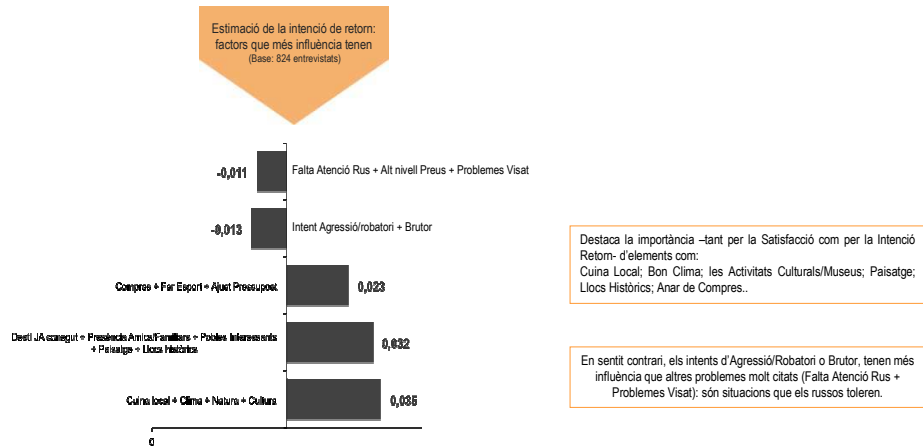 Estimació de la intenció de retorn:
factors que més influència tenen
(Base: 824 entrevistats)
-0,011
Falta Atenció Rus + Alt nivell Preus + Problemes Visat
-0,013
Intent Agressió/robatori + Brutor
Compres + Fer Esport + Ajust Pressupost
0,023
Destí JA conegut + Presència Amics/Familiars + Pobles Interessants
+ Paisatge + Llocs Històrics
0,032
Cuina local + Clima + Natura + Cultura
0,035
0
Destaca la importància –tant per la Satisfacció com per la Intenció
Retorn- d'elements com:
Cuina Local; Bon Clima; les Activitats Culturals/Museus; Paisatge;
Llocs Històrics; Anar de Compres..
En sentit contrari, els intents d'Agressió/Robatori o Brutor, tenen més
influència que altres problemes molt citats (Falta Atenció Rus +
Problemes Visat): són situacions que els russos toleren.